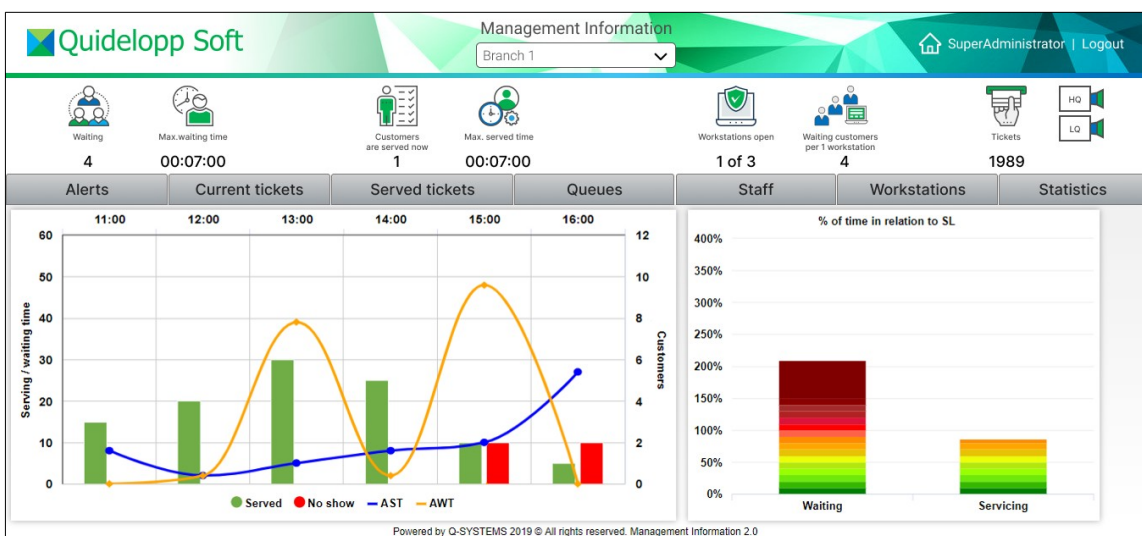 Quidelopp Soft
Management Information
Branch 1
SuperAdministrator | Logout
Waiting
4
Max.waiting time
00:07:00
Customers
are served now
1
Max. served time
00:07:00
Workstations open
1 of 3
Waiting customers
per 1 workstation
4
Tickets
1989
HQ
LQ
Alerts Current tickets Served tickets Queues Staff Workstations Statistics
11:00 12:00 13:00 14:00 15:00 16:00
Serving / waiting time
60
50
40
30
20
10
0
12
10
8
6
4
2
0
Customers
Served No show AST AWT
% of time in relation to SL
400%
350%
300%
250%
200%
150%
100%
50%
0%
Waiting Servicing
Powered by Q-SYSTEMS 2019 © All rights reserved. Management Information 2.0